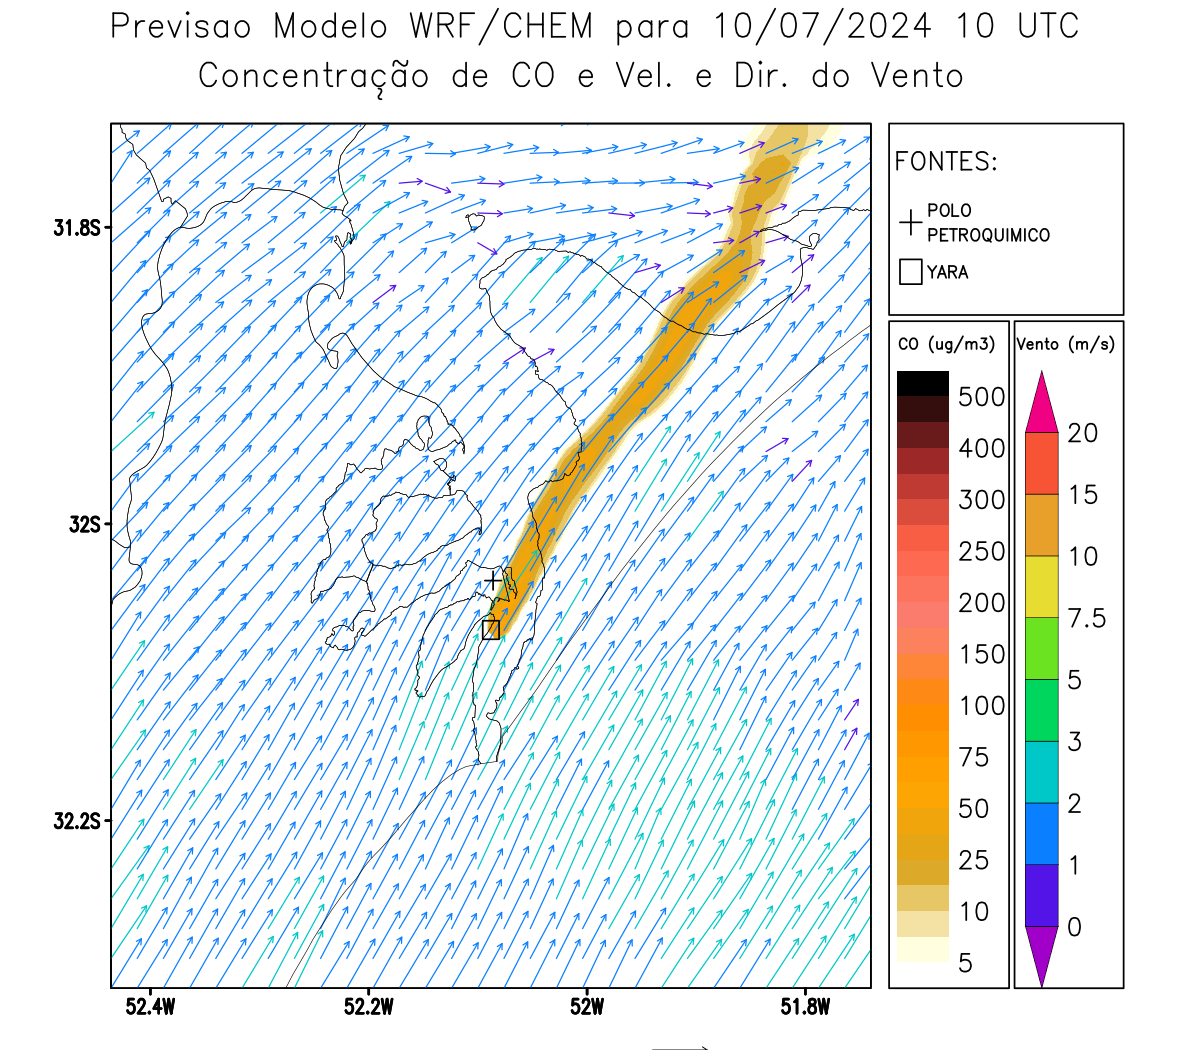 Previsao Modelo WRF/CHEM para 10/07/2024 10 UTC
Concentração de CO e Vel. e Dir. do Vento
FONTES:
POLO
PETROQUIMICO
YARA
CO (ug/m3)
500
400
300
250
200
150
100
75
50
25
10
5
Vento (m/s)
20
15
10
7.5
5
3
2
1
0
31.8S
32S
32.2S
52.4W
52.2W
52W
51.8W